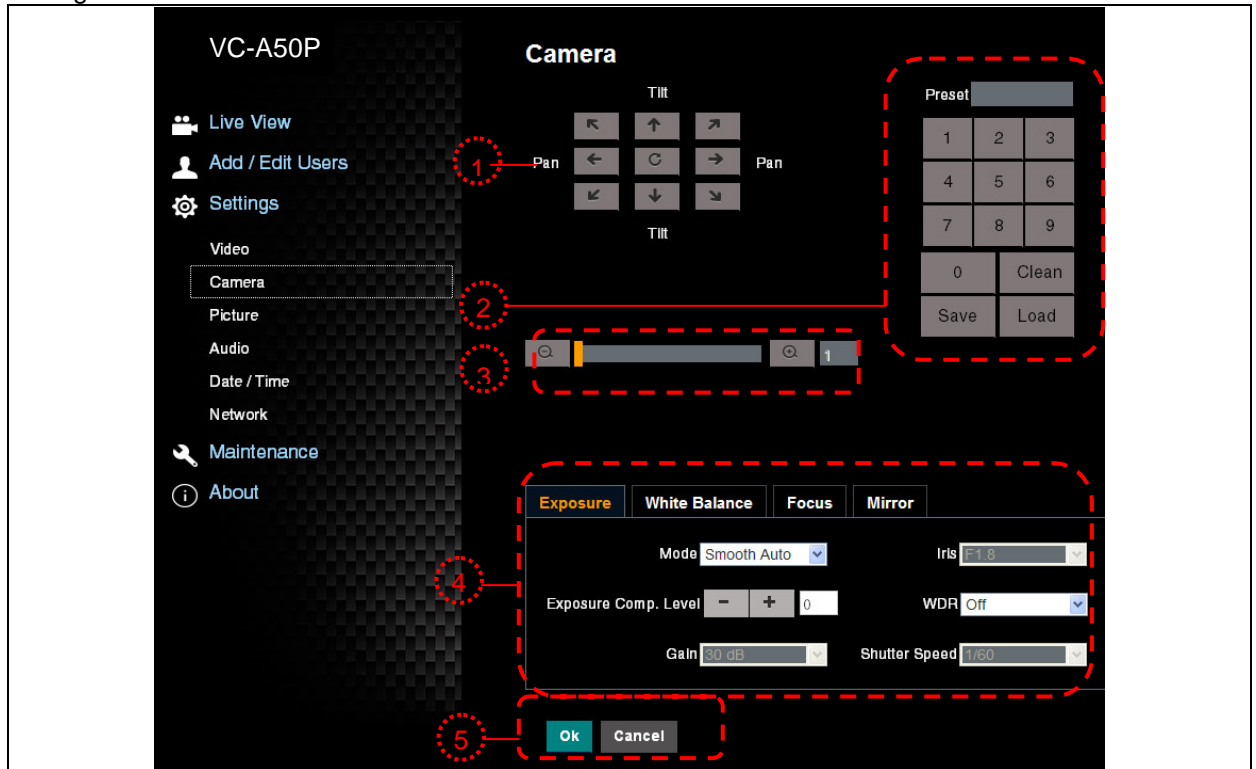 VC-A50P
Live View
Add / Edit Users
Settings
Video
Camera
Picture
Audio
Date / Time
Network
Maintenance
About
Camera
Tilt
Pan
Pan
Tilt
Preset
1 2 3
4 5 6
7 8 9
0 Clean
Save Load
1
2
3
1
Exposure White Balance Focus Mirror
Mode Smooth Auto Iris F1.8
Exposure Comp. Level - + 0 WDR Off
Gain 30 dB Shutter Speed 1/60
4
Ok Cancel
5